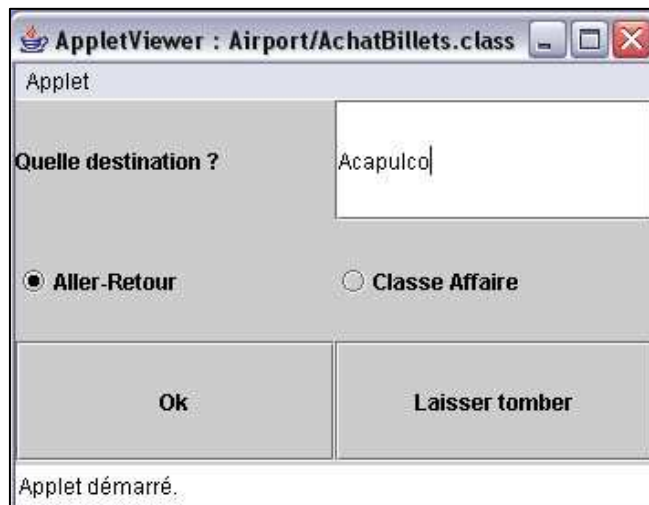 AppletViewer : Airport/AchatBillets.class
Applet
Quelle destination ? Acapulco
Aller-Retour Classe Affaire
Ok Laisser tomber
Applet démarré.